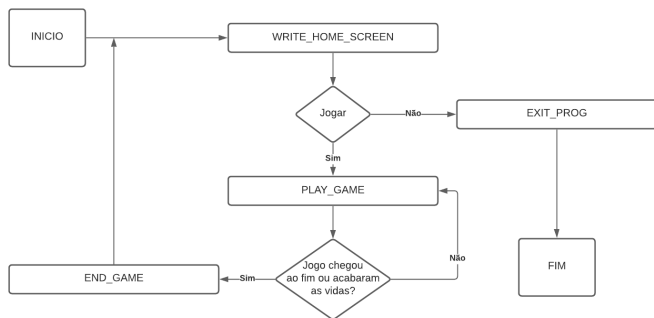 INICIO
WRITE_HOME_SCREEN
Jogar
Não
EXIT_PROG
Sim
PLAY_GAME
Não
Jogo chegou
ao fim ou acabaram
as vidas?
Sim
END_GAME
FIM